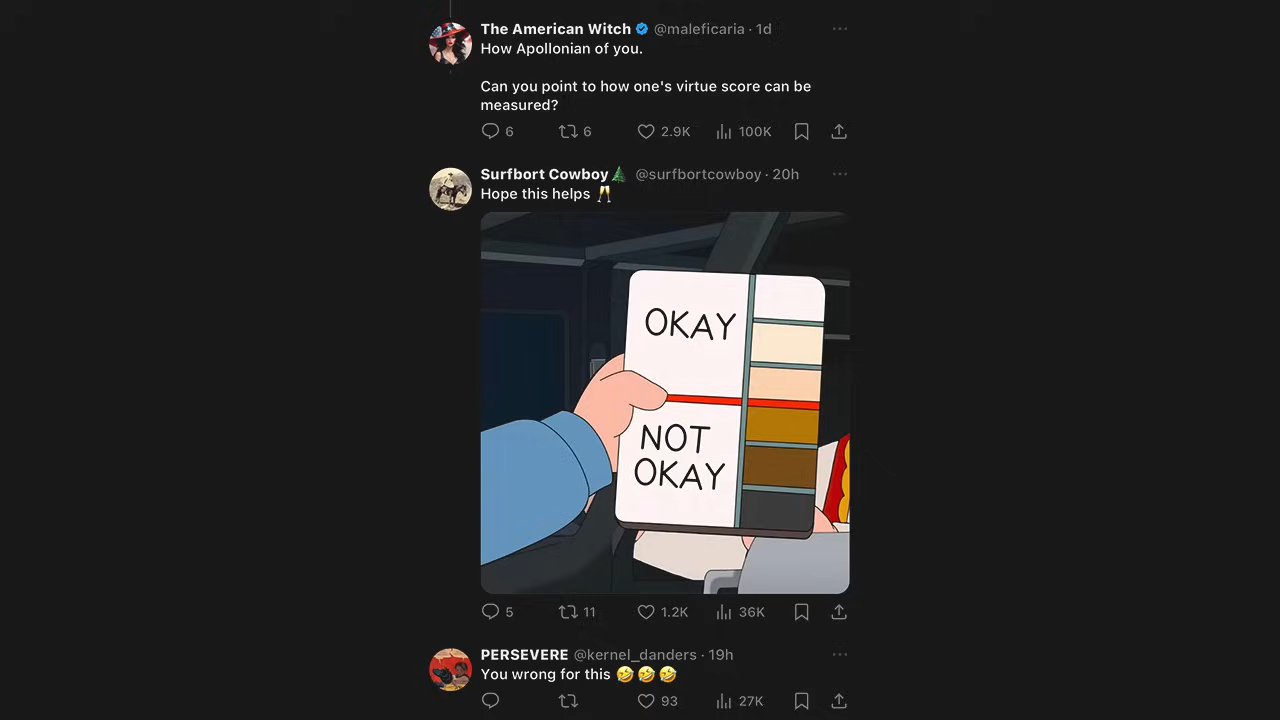 The American Witch @maleficaria · 1d
How Apollonian of you.
Can you point to how one's virtue score can be
measured?
6 6 2.9K 100K
Surfbort Cowboy🌲 @surfbortcowboy · 20h
Hope this helps 🥂
OKAY
NOT
OKAY
5 11 1.2K 36K
PERSEVERE @kernel_danders · 19h
You wrong for this 🤣🤣🤣
93 27K